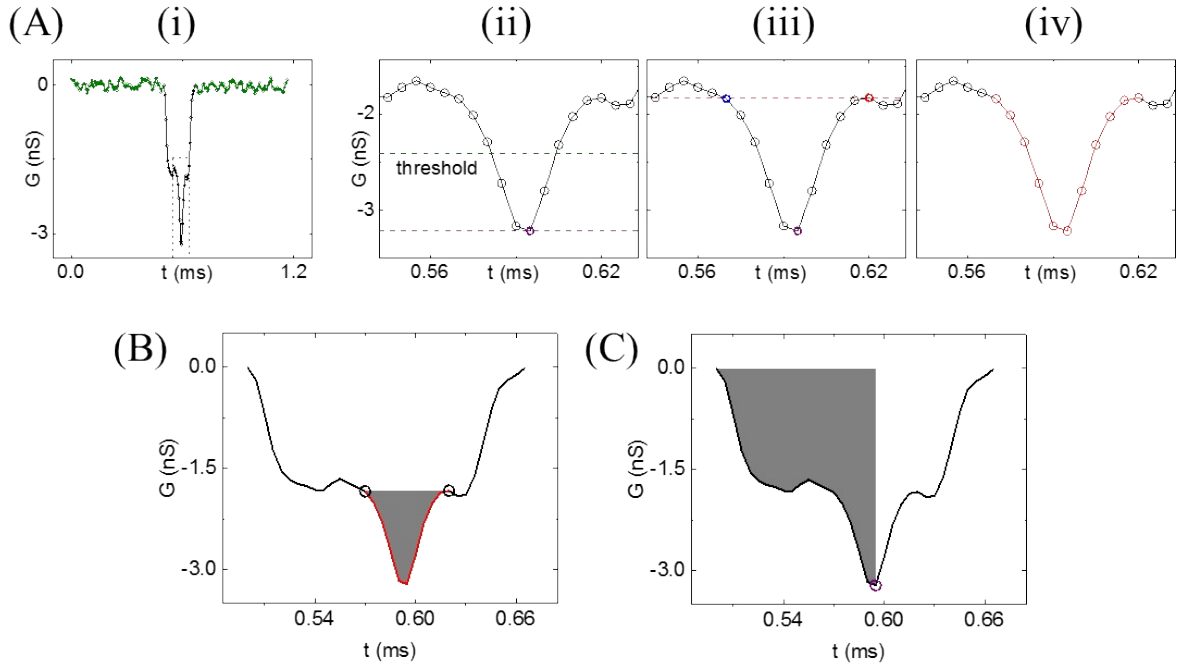 (A) (i) (ii) (iii) (iv)
0
-3
G (nS)
0.0 t (ms) 1.2
-2
-3
G (nS)
threshold
0.56 t (ms) 0.62
0.56 t (ms) 0.62
0.56 t (ms) 0.62
(B)
0.0
-1.5
-3.0
G (nS)
0.54 0.60 0.66
t (ms)
(C)
0.0
-1.5
-3.0
G (nS)
0.54 0.60 0.66
t (ms)